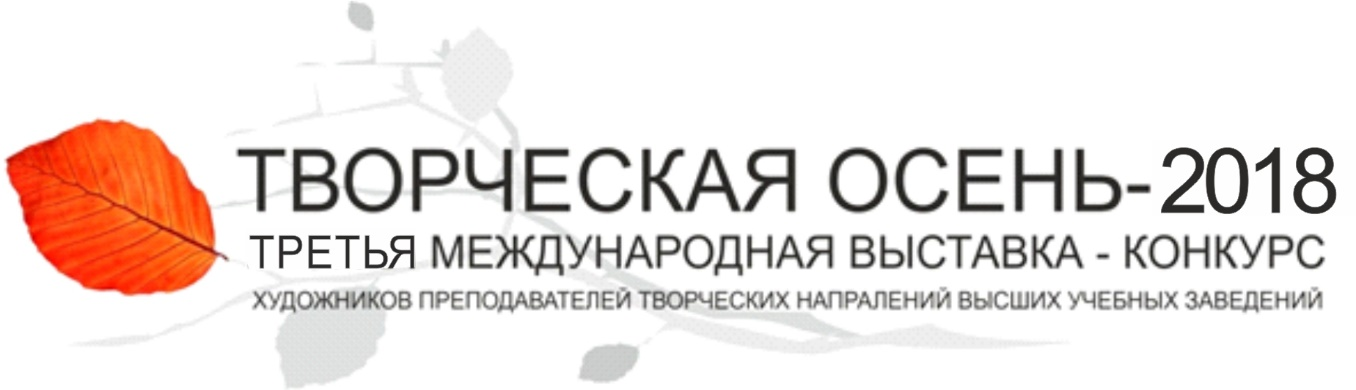 ТВОРЧЕСКАЯ ОСЕНЬ-2018
ТРЕТЬЯ МЕЖДУНАРОДНАЯ ВЫСТАВКА - КОНКУРС
ХУДОЖНИКОВ ПРЕПОДАВАТЕЛЕЙ ТВОРЧЕСКИХ НАПРАЛЕНИЙ ВЫСШИХ УЧЕБНЫХ ЗАВЕДЕНИЙ